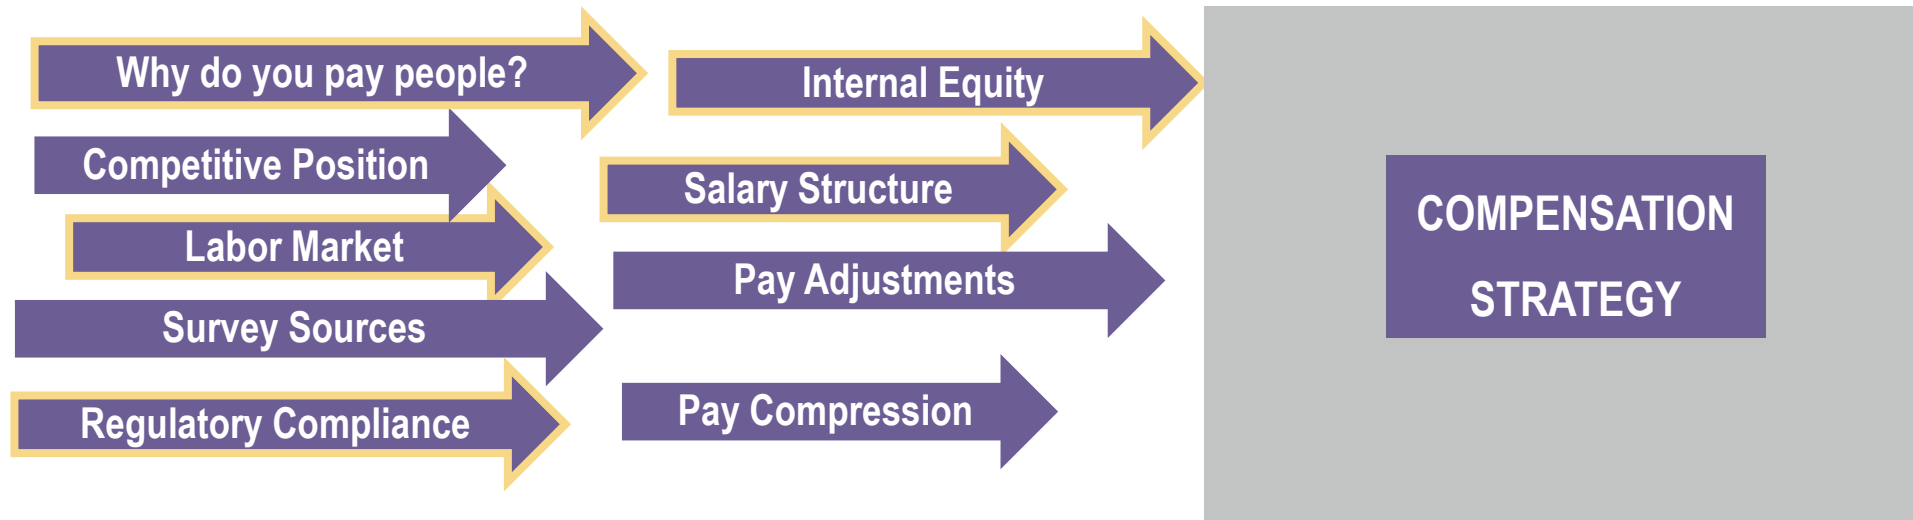 Why do you pay people?
Competitive Position
Labor Market
Survey Sources
Regulatory Compliance
Internal Equity
Salary Structure
Pay Adjustments
Pay Compression
COMPENSATION
STRATEGY